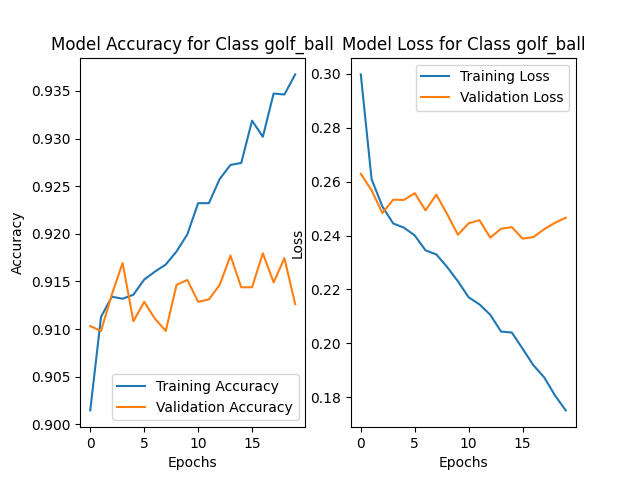 Model Accuracy for Class golf_ball
0.935
0.930
0.925
0.920
0.915
0.910
0.905
0.900
Accuracy
Training Accuracy
Validation Accuracy
0 5 10 15
Epochs
Model Loss for Class golf_ball
0.30
0.28
0.26
0.24
0.22
0.20
0.18
Loss
Training Loss
Validation Loss
0 5 10 15
Epochs